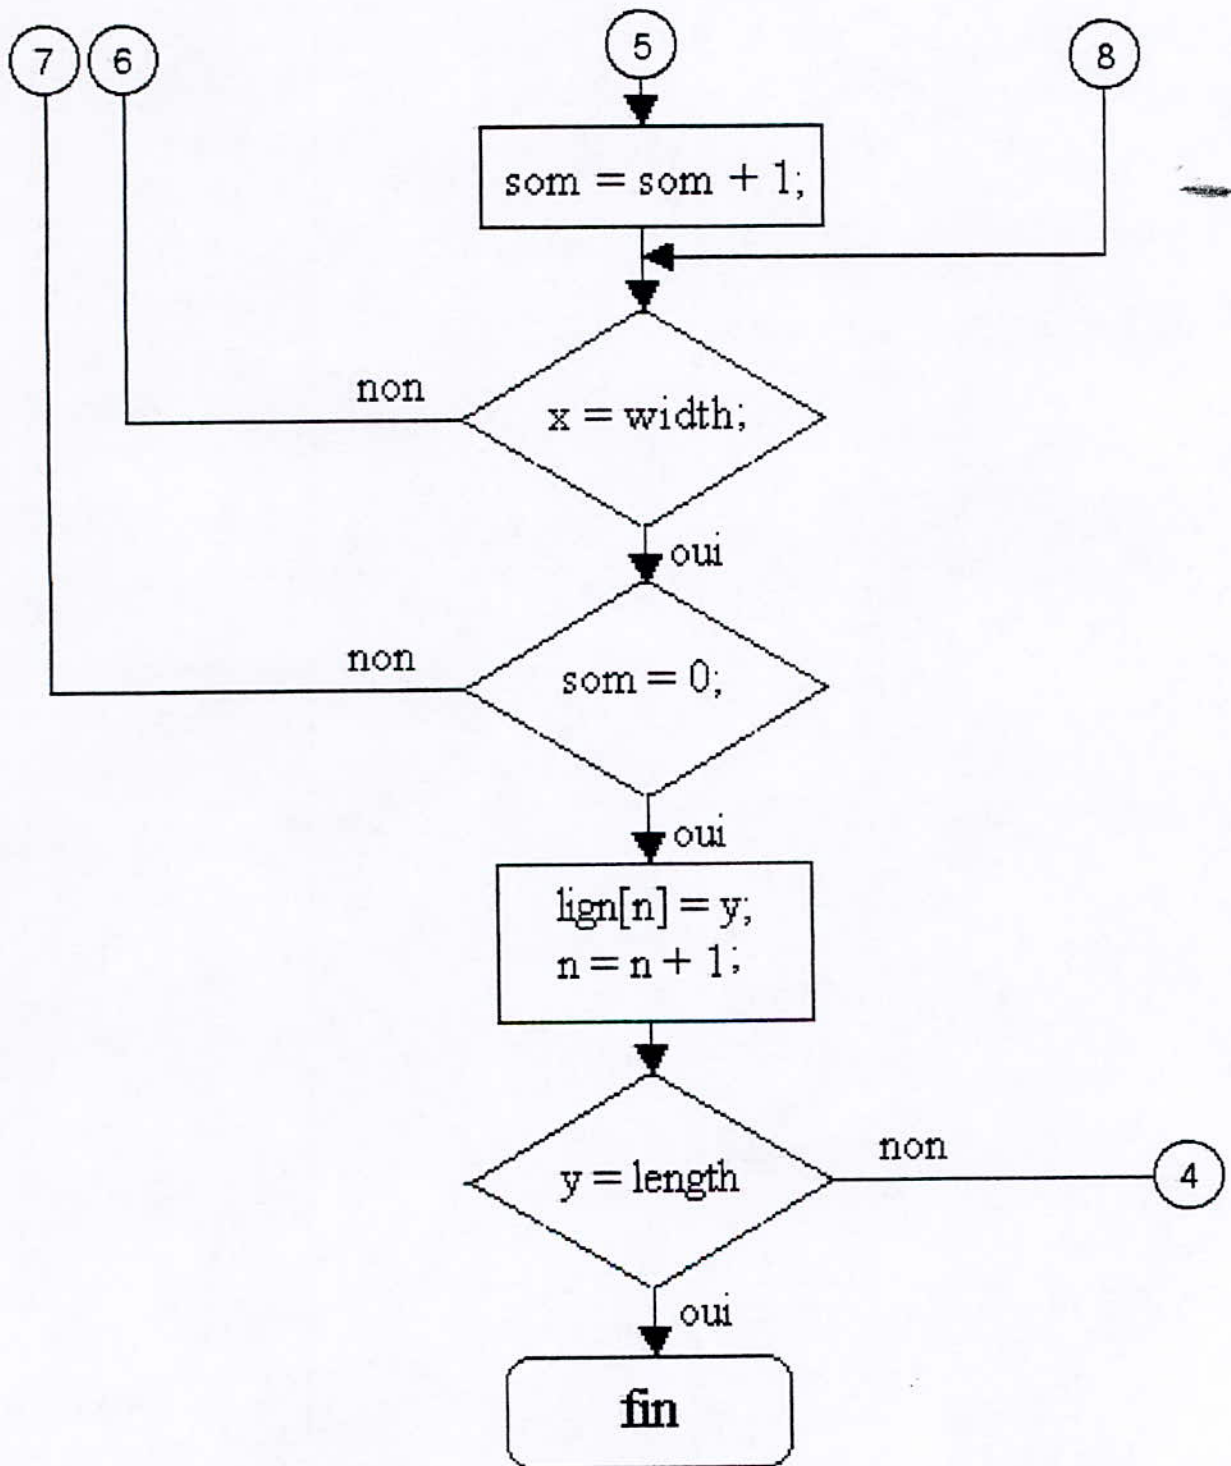 7
6
5
8
som = som + 1;
non
x = width;
oui
non
som = 0;
oui
lign[n] = y;
n = n + 1;
y = length
non
4
oui
fin